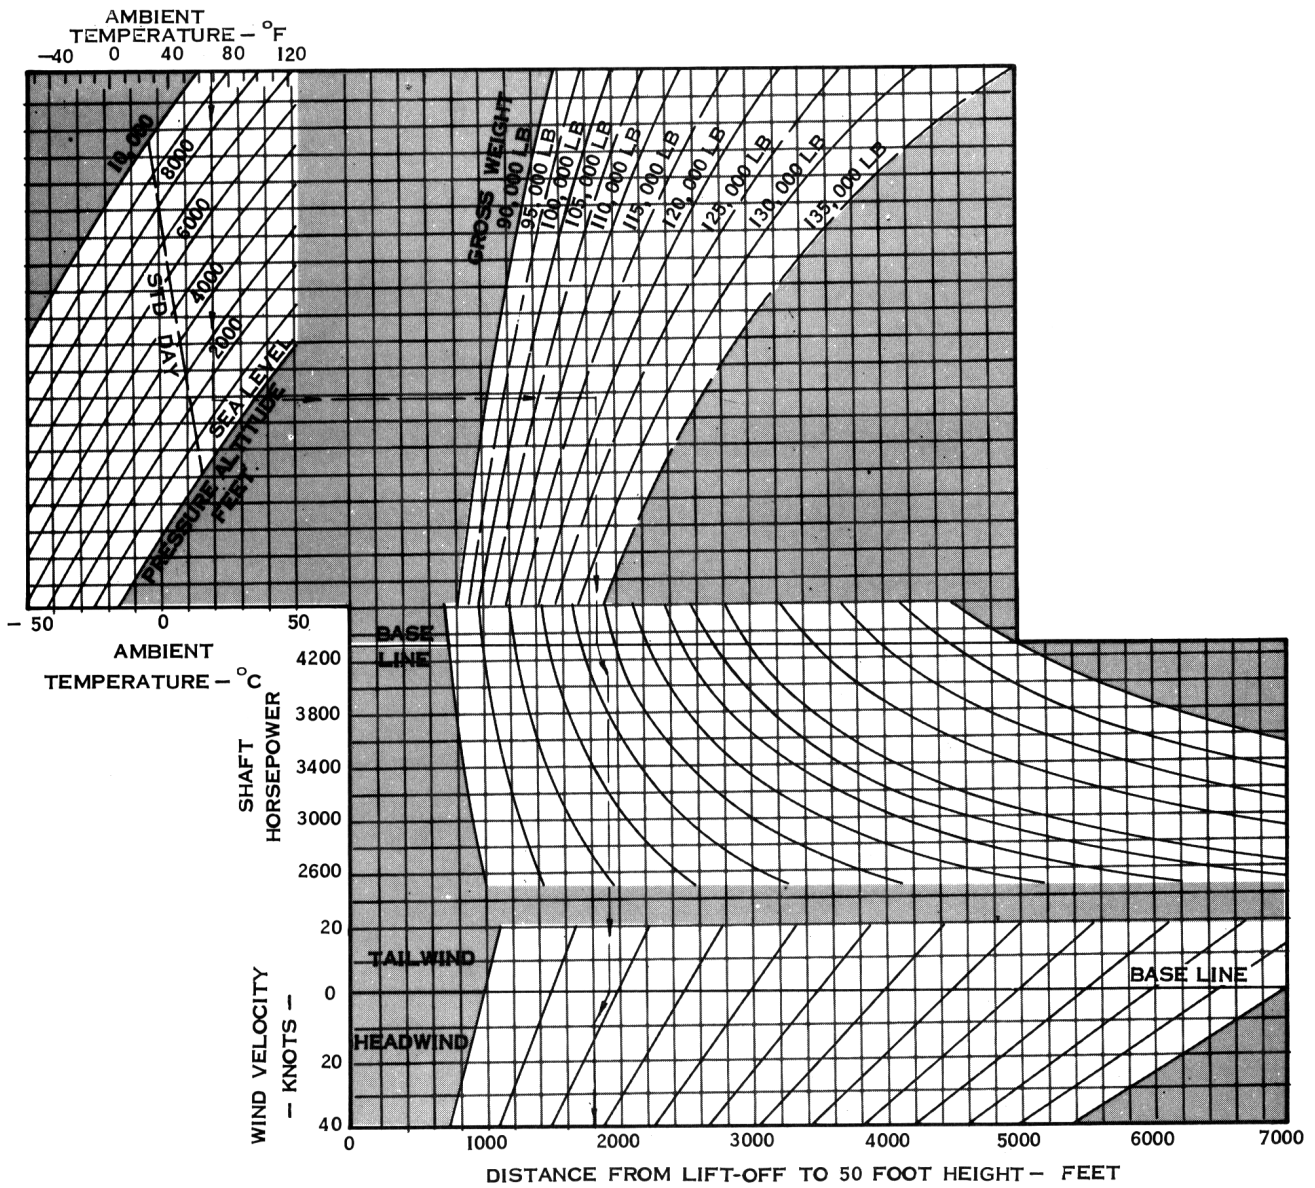 AMBIENT
TEMPERATURE — °F
—40 0 40 80 120
10,000
8000
6000
4000
2000
SEA LEVEL
PRESSURE ALTITUDE
FEET
STD DAY
GROSS WEIGHT
90,000 LB
95,000 LB
100,000 LB
105,000 LB
110,000 LB
115,000 LB
120,000 LB
125,000 LB
130,000 LB
135,000 LB
— 50 0 50
AMBIENT
TEMPERATURE — °C
BASE
LINE
SHAFT
HORSEPOWER
4200
3800
3400
3000
2600
WIND VELOCITY
— KNOTS —
20
0
20
40
TAILWIND
HEADWIND
BASE LINE
0 1000 2000 3000 4000 5000 6000 7000
DISTANCE FROM LIFT-OFF TO 50 FOOT HEIGHT — FEET